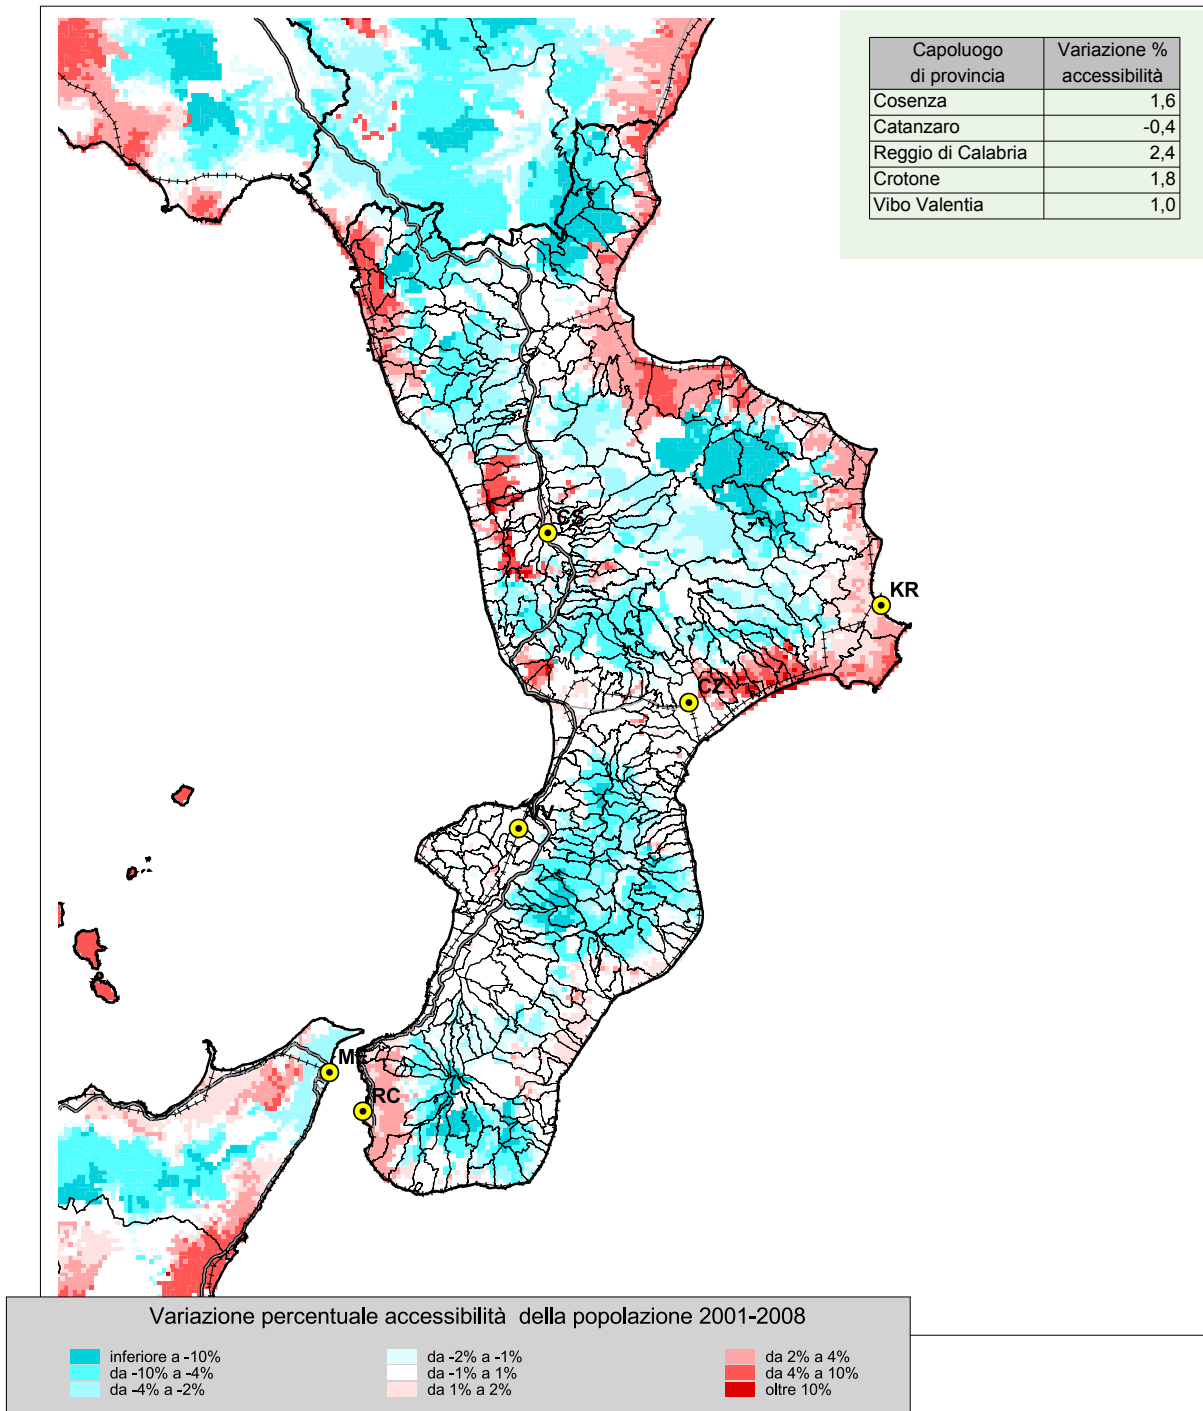 Capoluogo di provincia Variazione % accessibilità
Cosenza 1,6
Catanzaro -0,4
Reggio di Calabria 2,4
Crotone 1,8
Vibo Valentia 1,0
CS
KR
CZ
VV
ME
RC
Variazione percentuale accessibilità della popolazione 2001-2008
inferiore a -10%
da -10% a -4%
da -4% a -2%
da -2% a -1%
da -1% a 1%
da 1% a 2%
da 2% a 4%
da 4% a 10%
oltre 10%